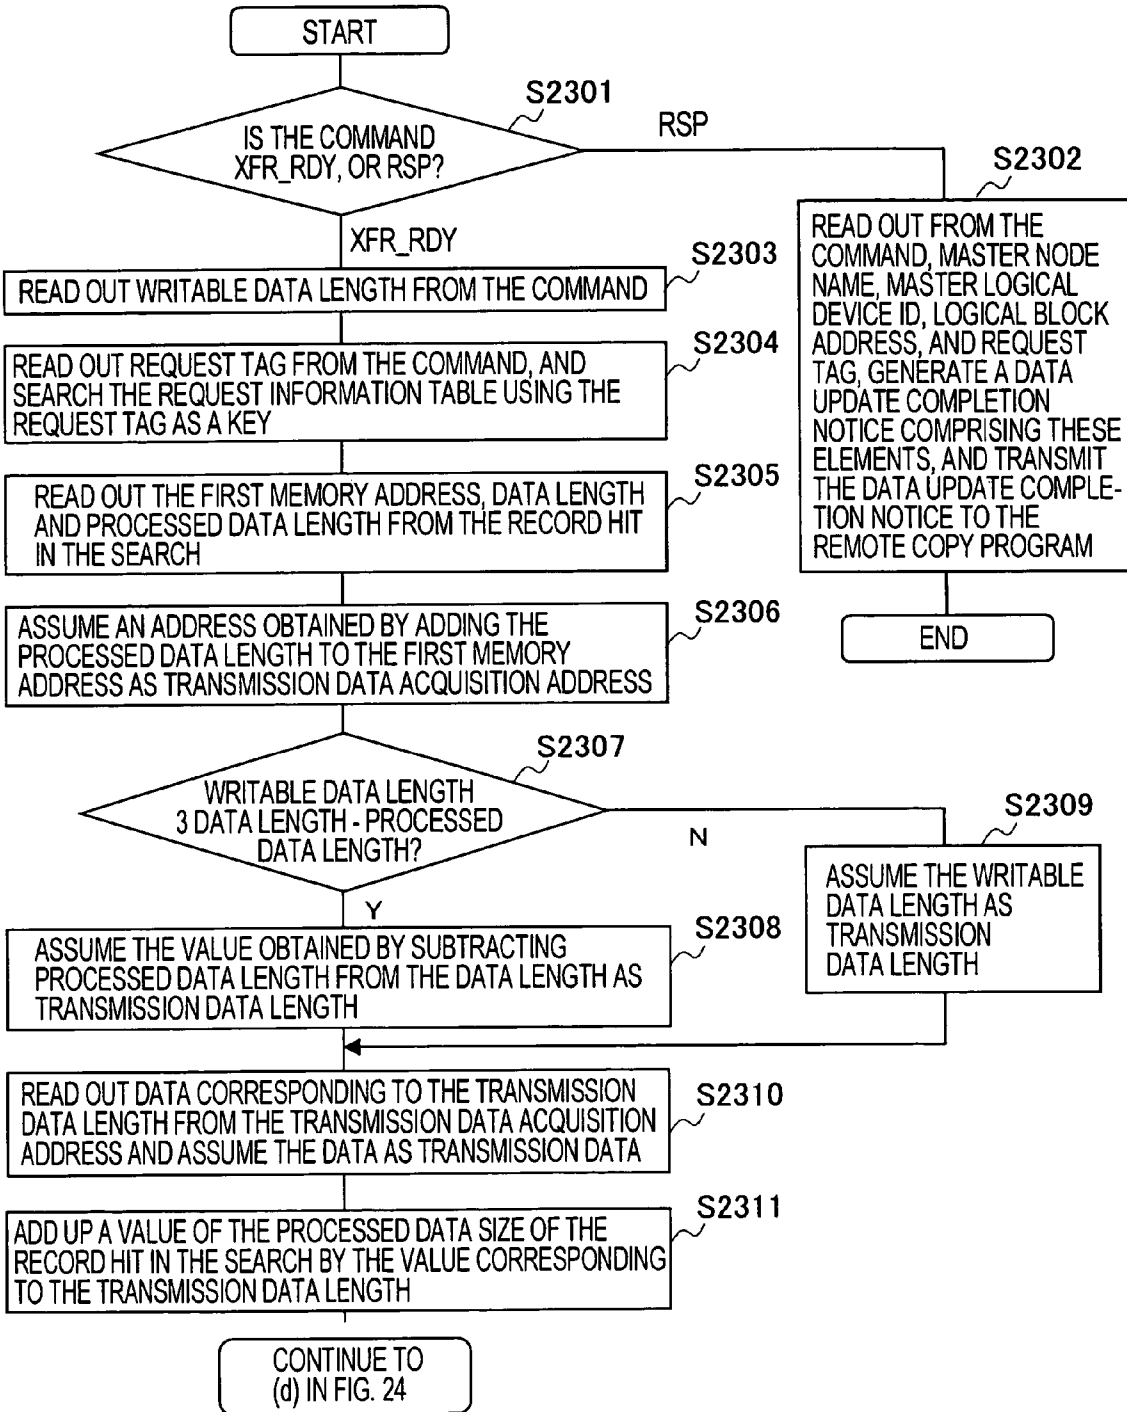 START
S2301
IS THE COMMAND
XFR_RDY, OR RSP?
RSP
XFR_RDY
S2302
READ OUT FROM THE
COMMAND, MASTER NODE
NAME, MASTER LOGICAL
DEVICE ID, LOGICAL BLOCK
ADDRESS, AND REQUEST
TAG, GENERATE A DATA
UPDATE COMPLETION
NOTICE COMPRISING THESE
ELEMENTS, AND TRANSMIT
THE DATA UPDATE COMPLE-
TION NOTICE TO THE
REMOTE COPY PROGRAM
END
S2303
READ OUT WRITABLE DATA LENGTH FROM THE COMMAND
S2304
READ OUT REQUEST TAG FROM THE COMMAND, AND
SEARCH THE REQUEST INFORMATION TABLE USING THE
REQUEST TAG AS A KEY
S2305
READ OUT THE FIRST MEMORY ADDRESS, DATA LENGTH
AND PROCESSED DATA LENGTH FROM THE RECORD HIT
IN THE SEARCH
S2306
ASSUME AN ADDRESS OBTAINED BY ADDING THE
PROCESSED DATA LENGTH TO THE FIRST MEMORY
ADDRESS AS TRANSMISSION DATA ACQUISITION ADDRESS
S2307
WRITABLE DATA LENGTH
3 DATA LENGTH - PROCESSED
DATA LENGTH?
N
Y
S2309
ASSUME THE WRITABLE
DATA LENGTH AS
TRANSMISSION
DATA LENGTH
S2308
ASSUME THE VALUE OBTAINED BY SUBTRACTING
PROCESSED DATA LENGTH FROM THE DATA LENGTH AS
TRANSMISSION DATA LENGTH
S2310
READ OUT DATA CORRESPONDING TO THE TRANSMISSION
DATA LENGTH FROM THE TRANSMISSION DATA ACQUISITION
ADDRESS AND ASSUME THE DATA AS TRANSMISSION DATA
S2311
ADD UP A VALUE OF THE PROCESSED DATA SIZE OF THE
RECORD HIT IN THE SEARCH BY THE VALUE CORRESPONDING
TO THE TRANSMISSION DATA LENGTH
CONTINUE TO
(d) IN FIG. 24